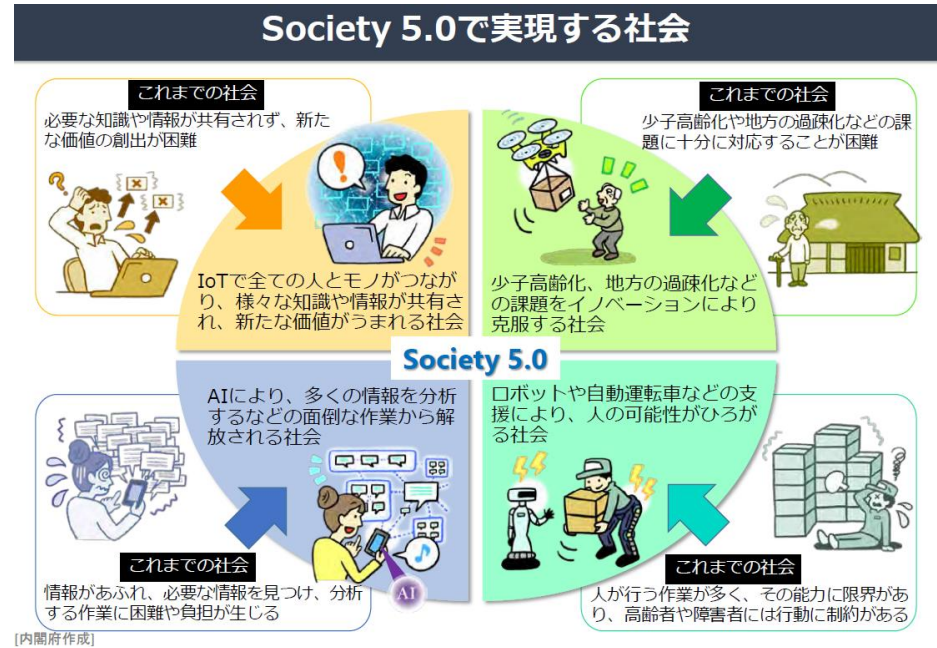 Society 5.0で実現する社会
これまでの社会
必要な知識や情報が共有されず、新た
な価値の創出が困難
これまでの社会
少子高齢化や地方の過疎化などの課
題に十分に対応することが困難
IoTで全ての人とモノがつなが
り、様々な知識や情報が共有さ
れ、新たな価値がうまれる社会
少子高齢化、地方の過疎化など
の課題をイノベーションにより
克服する社会
Society 5.0
AIにより、多くの情報を分析
するなどの面倒な作業から解
放される社会
ロボットや自動運転車などの支
援により、人の可能性がひろが
る社会
AI
これまでの社会
情報があふれ、必要な情報を見つけ、分析
する作業に困難や負担が生じる
これまでの社会
人が行う作業が多く、その能力に限界があ
り、高齢者や障害者には行動に制約がある
[内閣府作成]